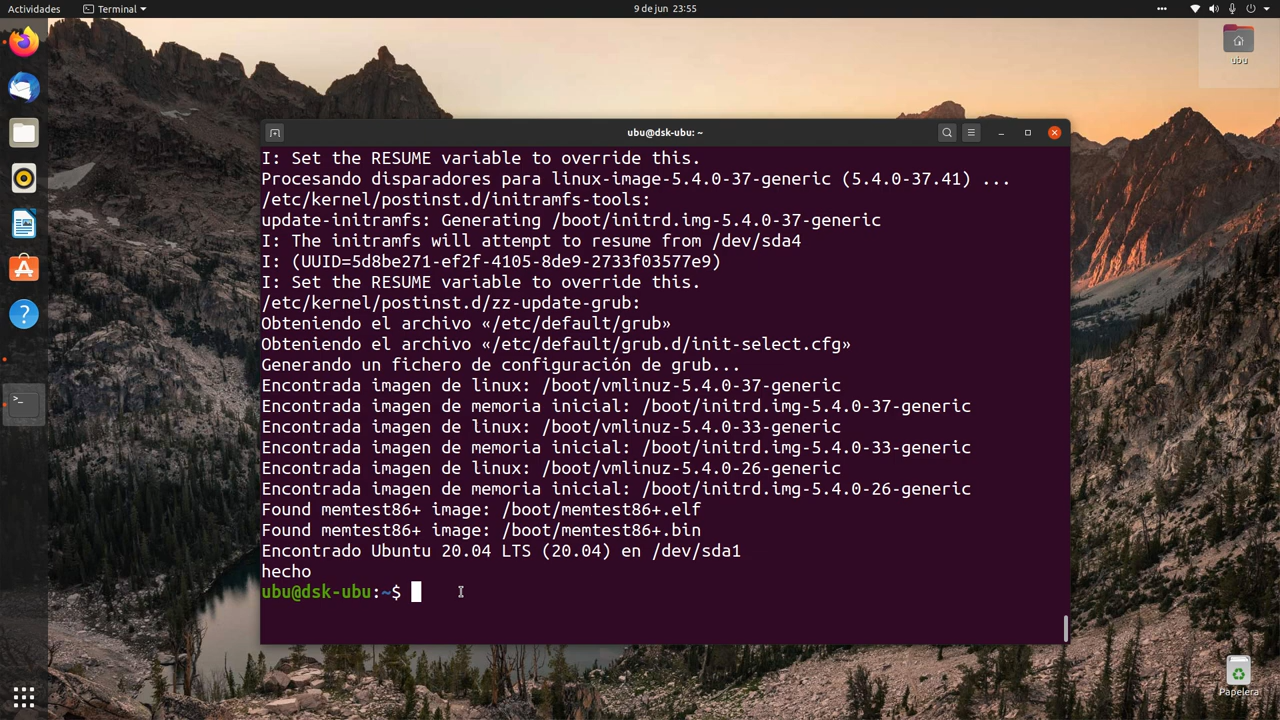 Actividades
Terminal
9 de jun 23:55
ubu
ubu@dsk-ubu: ~
I: Set the RESUME variable to override this.
Procesando disparadores para linux-image-5.4.0-37-generic (5.4.0-37.41) ...
/etc/kernel/postinst.d/initramfs-tools:
update-initramfs: Generating /boot/initrd.img-5.4.0-37-generic
I: The initramfs will attempt to resume from /dev/sda4
I: (UUID=5d8be271-ef2f-4105-8de9-2733f03577e9)
I: Set the RESUME variable to override this.
/etc/kernel/postinst.d/zz-update-grub:
Obteniendo el archivo «/etc/default/grub»
Obteniendo el archivo «/etc/default/grub.d/init-select.cfg»
Generando un fichero de configuración de grub...
Encontrada imagen de linux: /boot/vmlinuz-5.4.0-37-generic
Encontrada imagen de memoria inicial: /boot/initrd.img-5.4.0-37-generic
Encontrada imagen de linux: /boot/vmlinuz-5.4.0-33-generic
Encontrada imagen de memoria inicial: /boot/initrd.img-5.4.0-33-generic
Encontrada imagen de linux: /boot/vmlinuz-5.4.0-26-generic
Encontrada imagen de memoria inicial: /boot/initrd.img-5.4.0-26-generic
Found memtest86+ image: /boot/memtest86+.elf
Found memtest86+ image: /boot/memtest86+.bin
Encontrado Ubuntu 20.04 LTS (20.04) en /dev/sda1
hecho
ubu@dsk-ubu:~$
Papelera